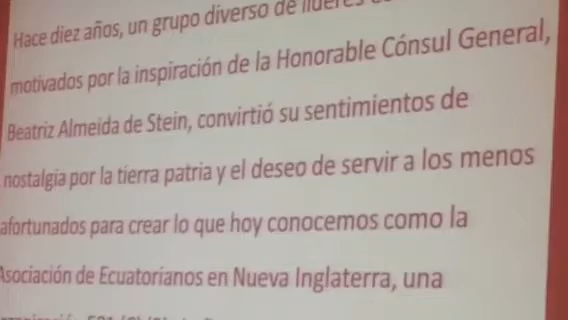 Hace diez años, un grupo diverso de líderes
motivados por la inspiración de la Honorable Cónsul General,
Beatriz Almeida de Stein, convirtió su sentimientos de
nostalgia por la tierra patria y el deseo de servir a los menos
afortunados para crear lo que hoy conocemos como la
Asociación de Ecuatorianos en Nueva Inglaterra, una